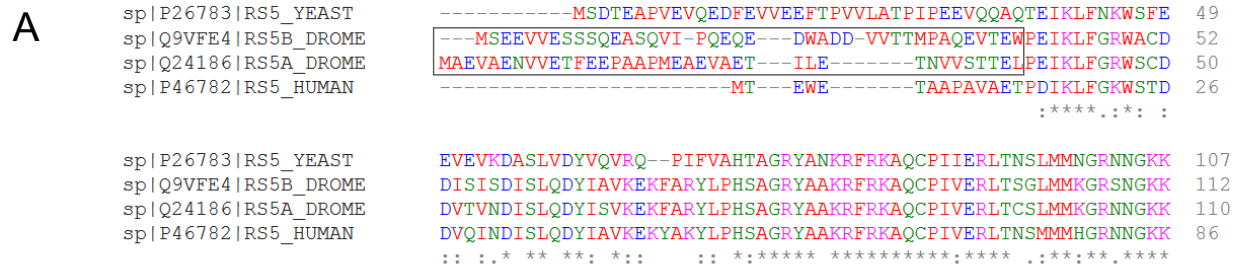 A
sp|P26783|RS5_YEAST -----------MSDTEAPVEVQEDFEVVEEFTPVVLATPIPEEVQQAQTEIKLFNKWSFE 49
sp|Q9VFE4|RS5B_DROME ---MSEEVVESSSQEASQVI-PQEQE---DWADD-VVTTMPAQEVTEWPEIKLFGRWACD 52
sp|Q24186|RS5A_DROME MAEVAENVVETFEEPAAPMEAEVAET---ILE-------TNVVSTTELPEIKLFGRWSCD 50
sp|P46782|RS5_HUMAN ------------------------MT---EWE-------TAAPAVAETPDIKLFGKWSTD 26
:****.:*: :
sp|P26783|RS5_YEAST EVEVKDASLVDYVQVRQ--PIFVAHTAGRYANKRFRKAQCPIIERLTNSLMMNGRNNGKK 107
sp|Q9VFE4|RS5B_DROME DISISDISLQDYIAVKEKFARYLPHSAGRYAAKRFRKAQCPIVERLTSGLMMKGRSNGKK 112
sp|Q24186|RS5A_DROME DVTVNDISLQDYISVKEKFARYLPHSAGRYAAKRFRKAQCPIVERLTCSLMMKGRNNGKK 110
sp|P46782|RS5_HUMAN DVQINDISLQDYIAVKEKYAKYLPHSAGRYAAKRFRKAQCPIVERLTNSMMMHGRNNGKK 86
:: :.* ** **: *:: :: *:***** **********:**** .:**:**.****